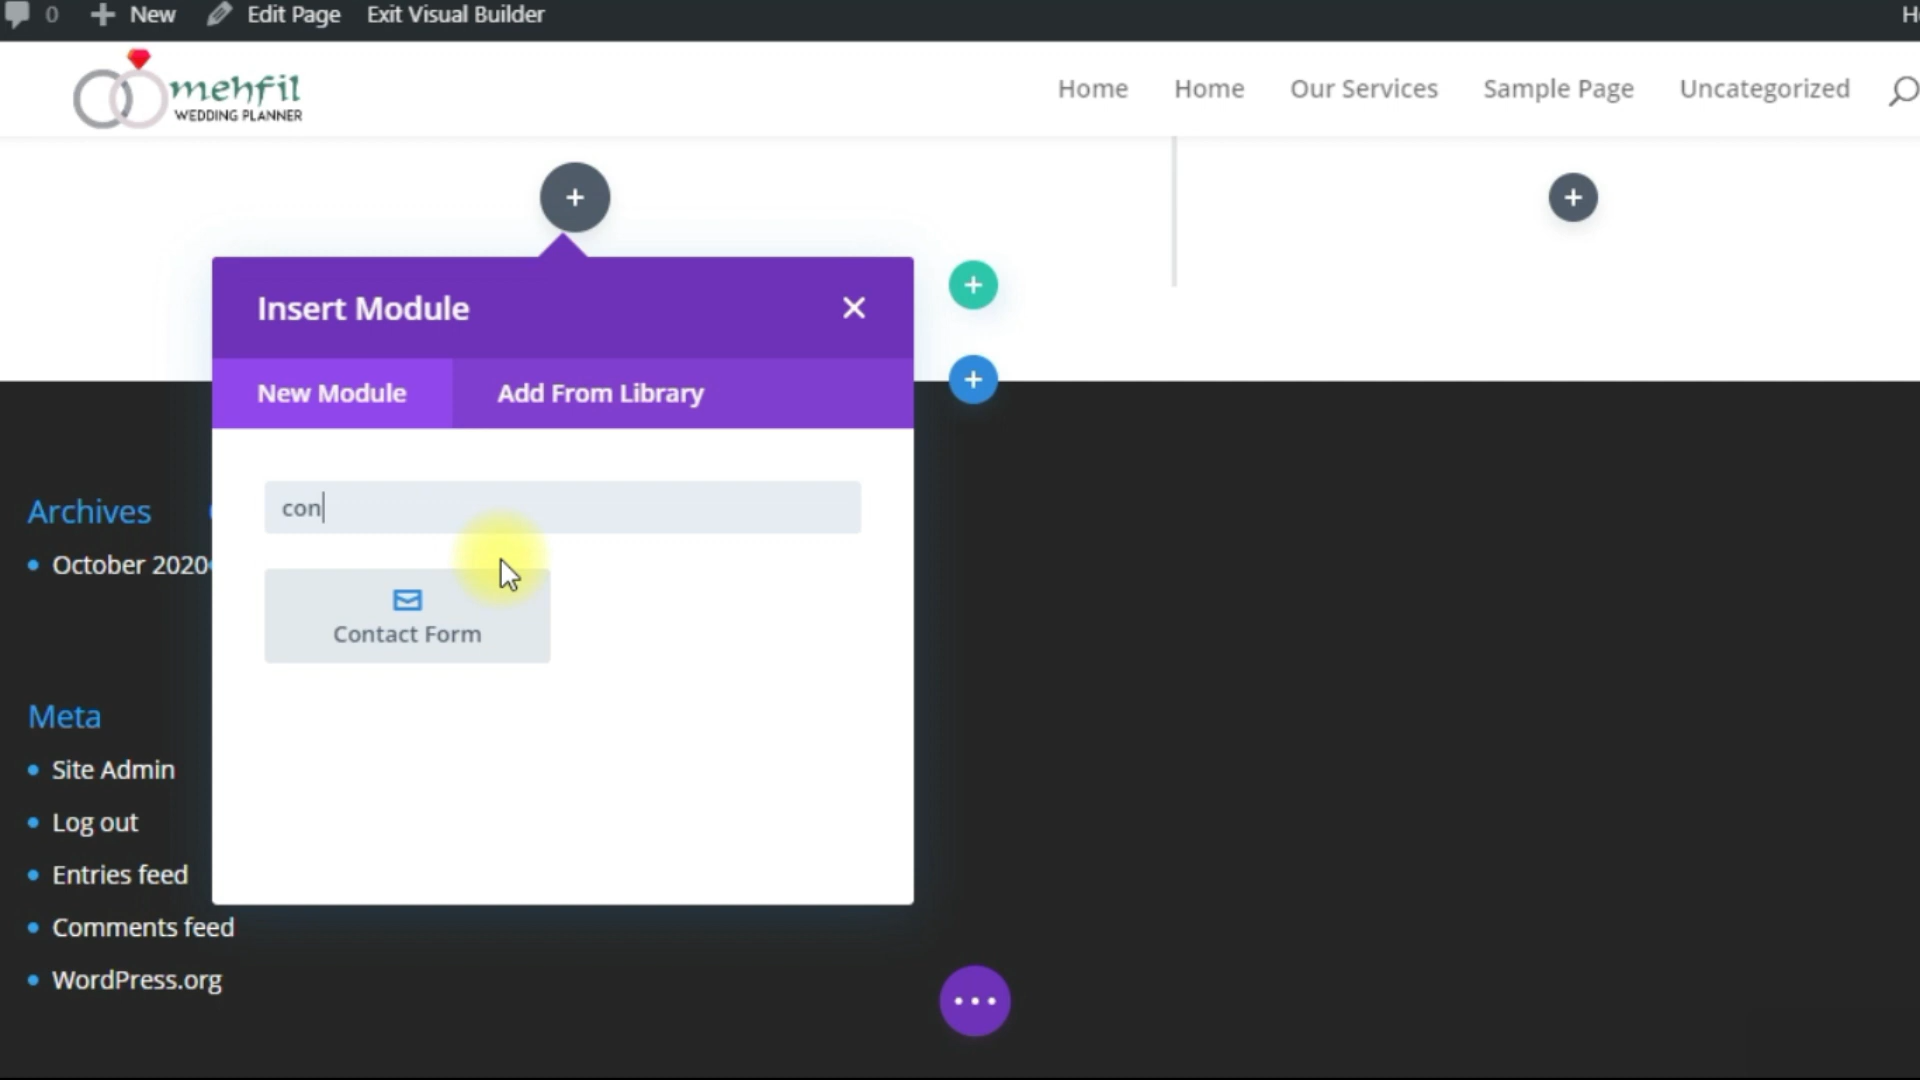 0 New Edit Page Exit Visual Builder
mehfil
WEDDING PLANNER
Home Home Our Services Sample Page Uncategorized
Insert Module
New Module Add From Library
con
Contact Form
Archives
October 2020
Meta
Site Admin
Log out
Entries feed
Comments feed
WordPress.org